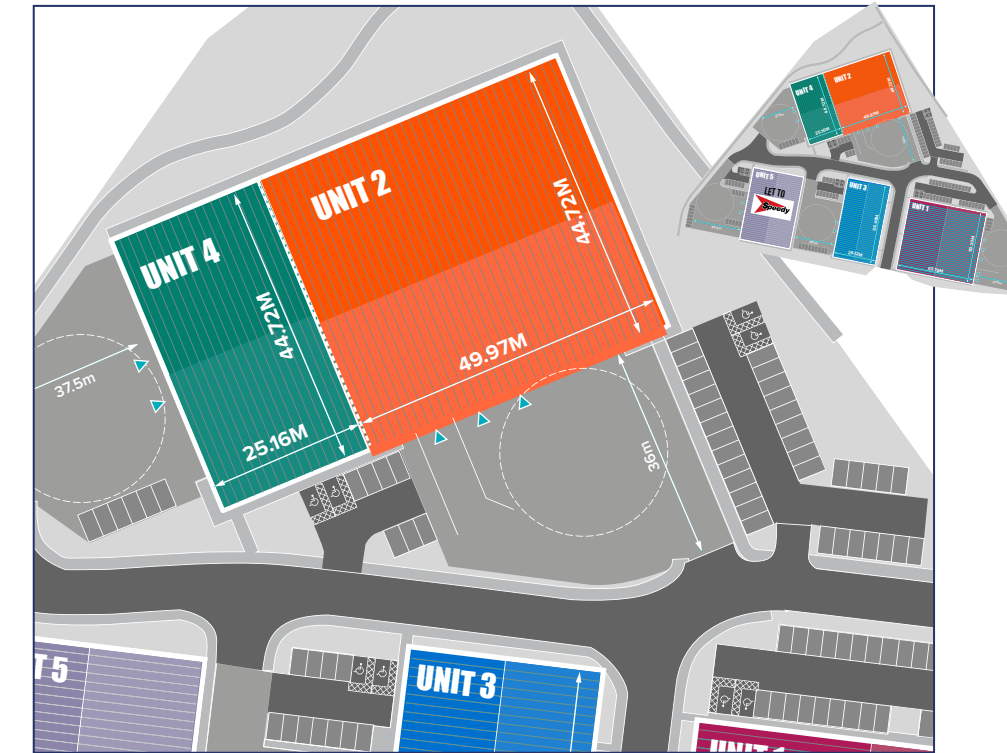 UNIT 2
UNIT 4
44.72M
44.72M
49.97M
25.16M
37.5m
36m
UNIT 3
T 5
UNIT 4
UNIT 2
UNIT 5
LET TO
Speedy
UNIT 3
UNIT 1